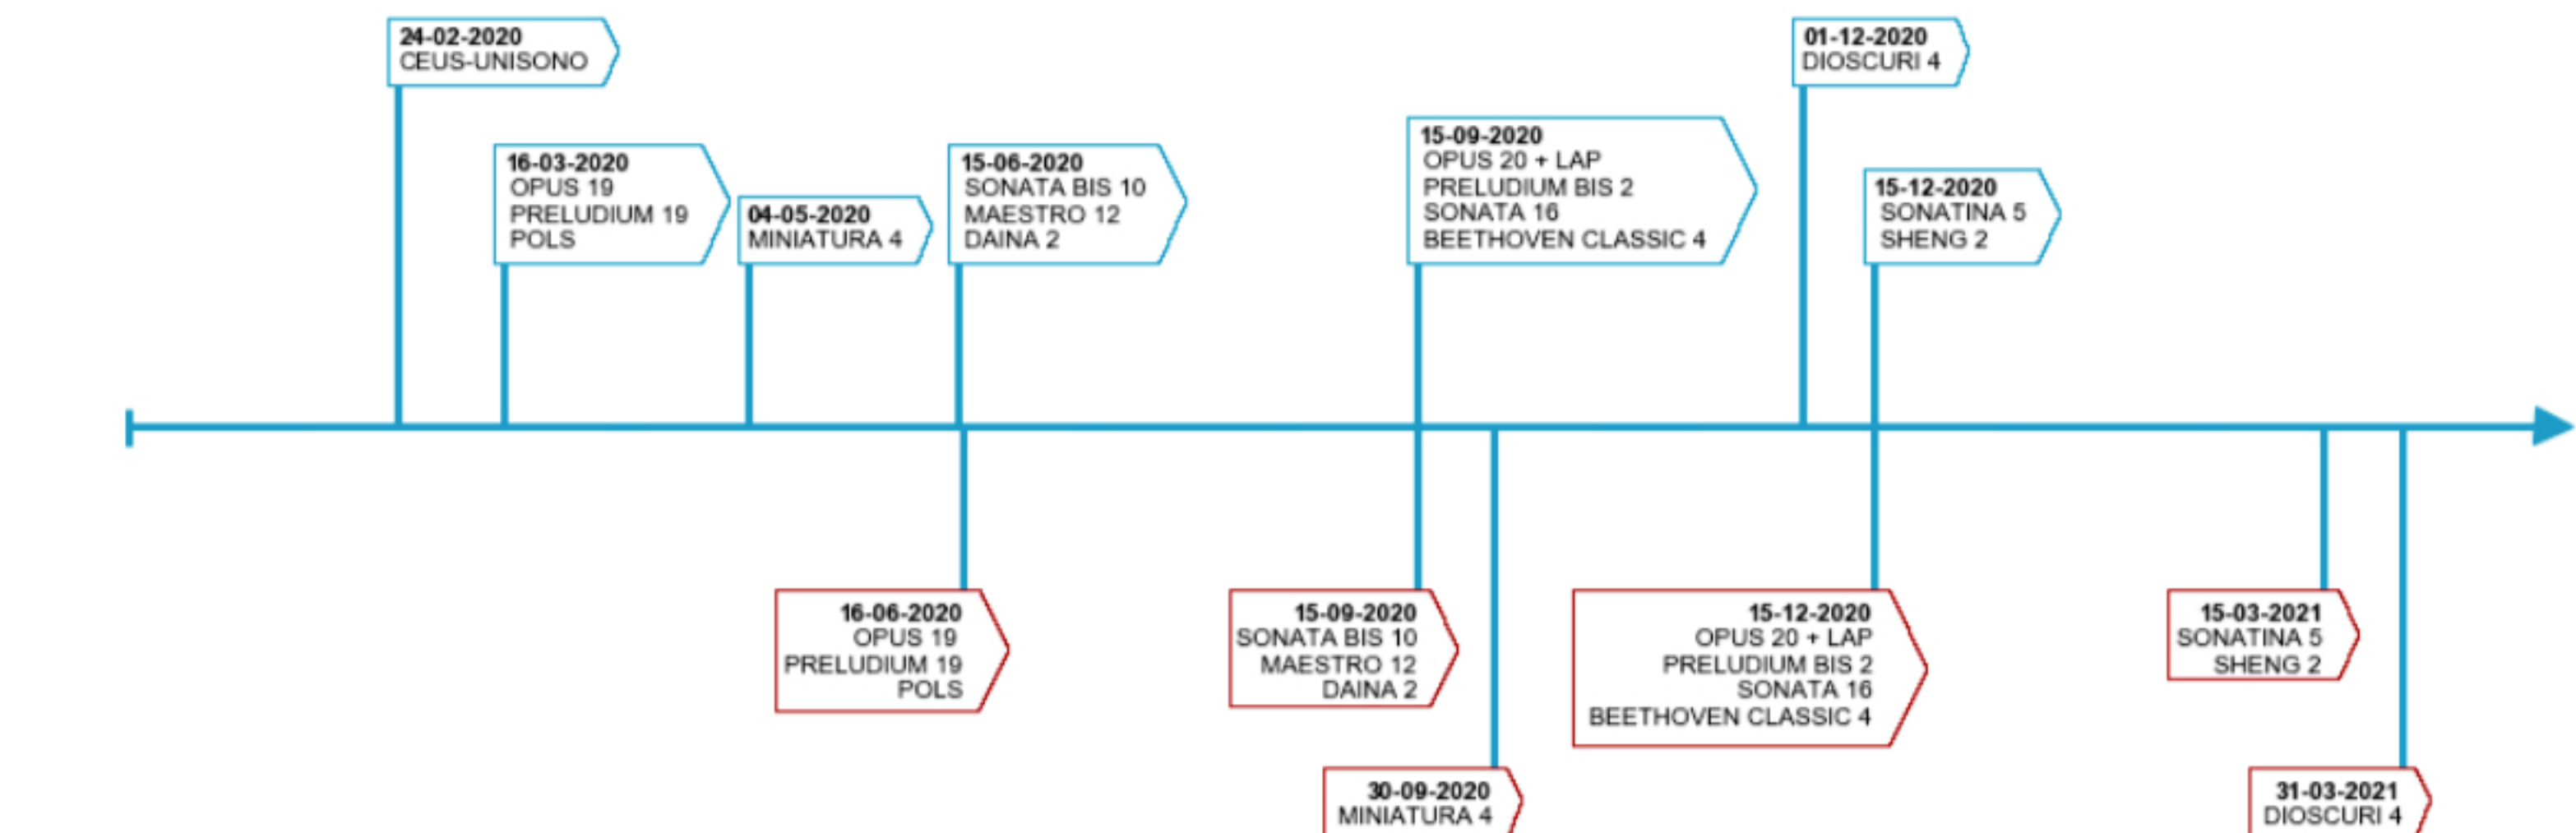 24-02-2020
CEUS-UNISONO
16-03-2020
OPUS 19
PRELUDIUM 19
POLS
04-05-2020
MINIATURA 4
15-06-2020
SONATA BIS 10
MAESTRO 12
DAINA 2
15-09-2020
OPUS 20 + LAP
PRELUDIUM BIS 2
SONATA 16
BEETHOVEN CLASSIC 4
01-12-2020
DIOSCURI 4
15-12-2020
SONATINA 5
SHENG 2
16-06-2020
OPUS 19
PRELUDIUM 19
POLS
15-09-2020
SONATA BIS 10
MAESTRO 12
DAINA 2
30-09-2020
MINIATURA 4
15-12-2020
OPUS 20 + LAP
PRELUDIUM BIS 2
SONATA 16
BEETHOVEN CLASSIC 4
15-03-2021
SONATINA 5
SHENG 2
31-03-2021
DIOSCURI 4